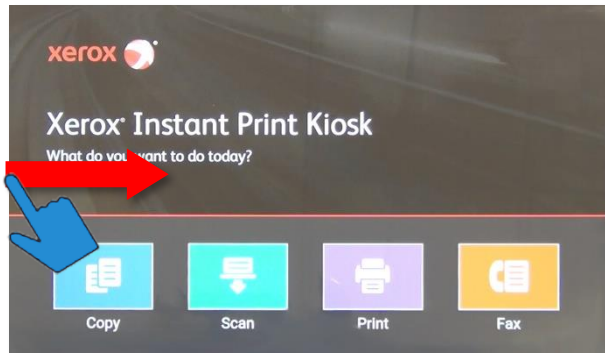 xerox
Xerox® Instant Print Kiosk
What do you want to do today?
Copy
Scan
Print
Fax